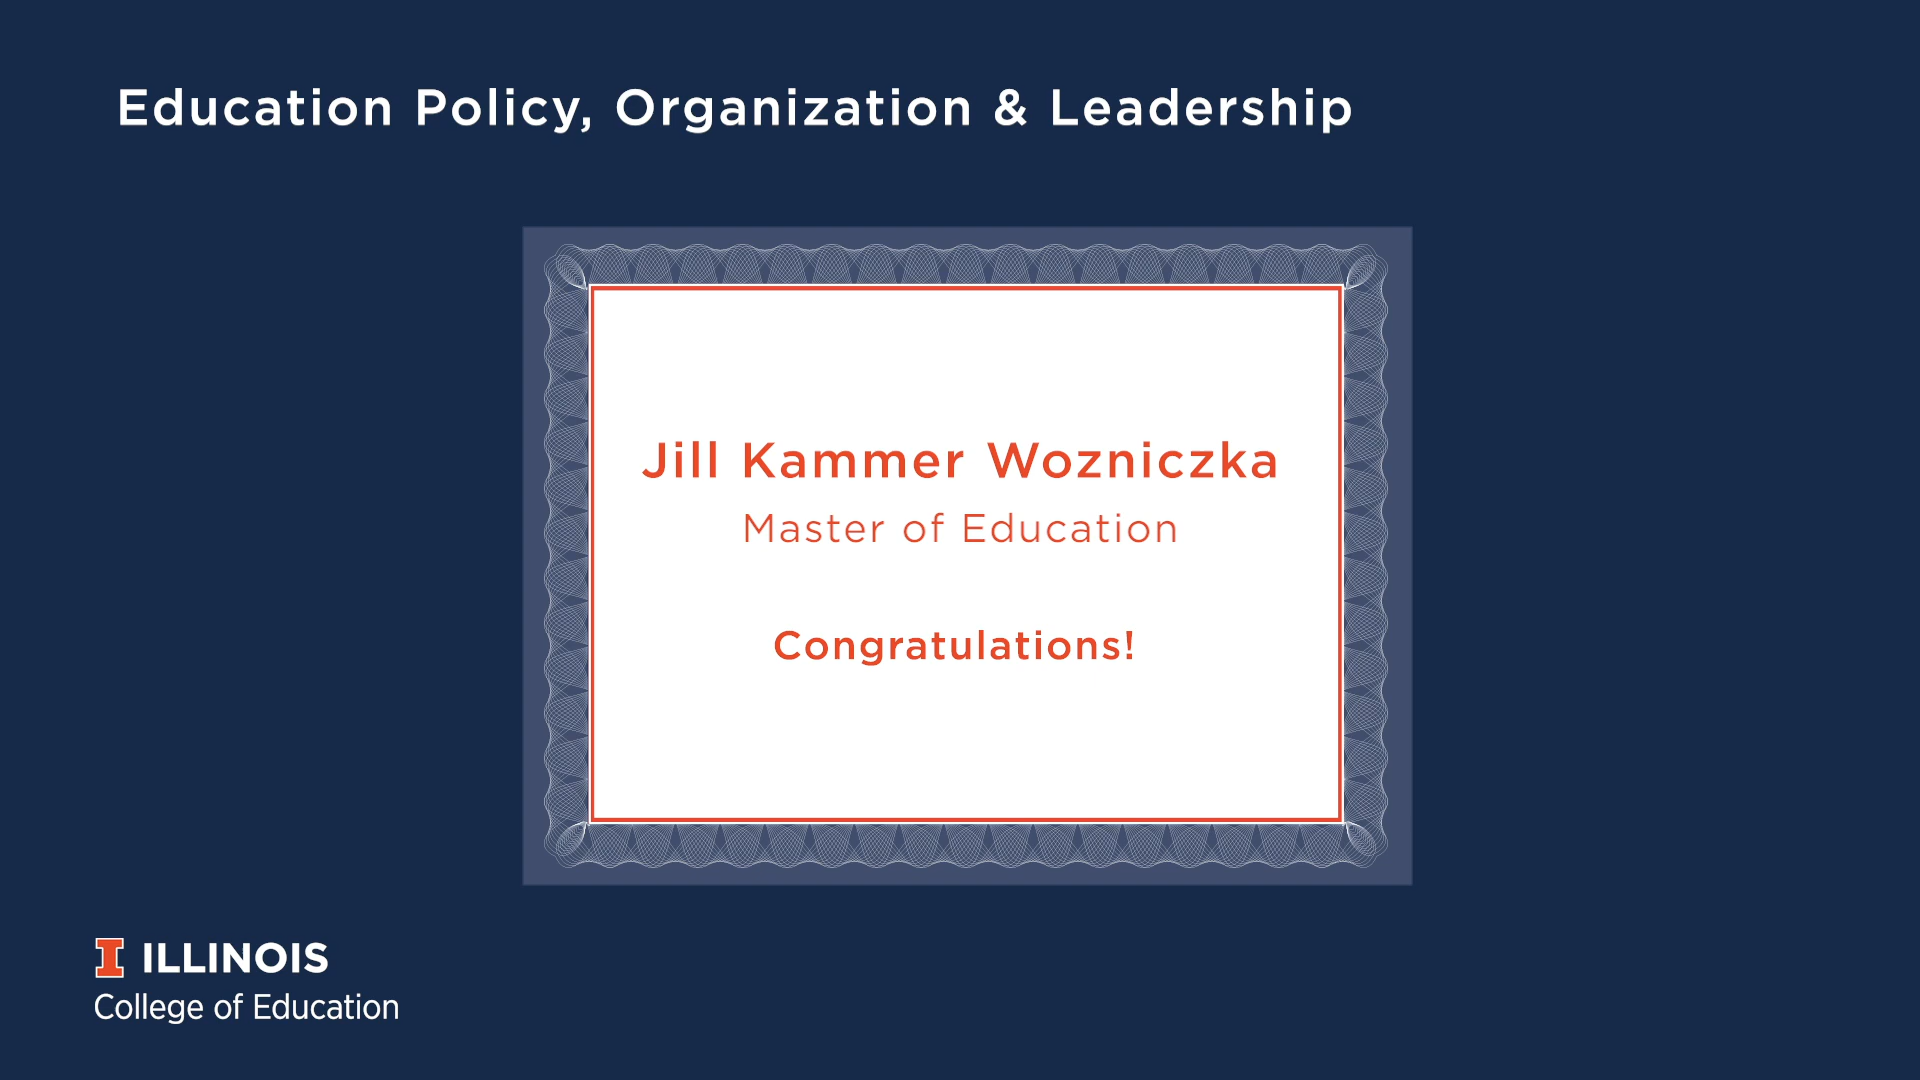 Education Policy, Organization & Leadership
Jill Kammer Wozniczka
Master of Education
Congratulations!
I ILLINOIS
College of Education